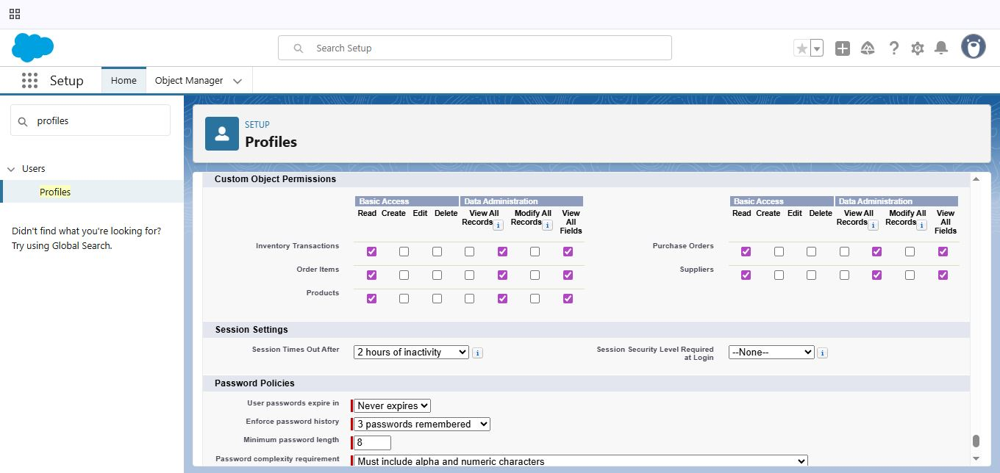 Search Setup
Setup
Home
Object Manager
profiles
Users
Profiles
Didn't find what you're looking for?
Try using Global Search.
SETUP
Profiles
Custom Object Permissions
Basic Access Data Administration
Read Create Edit Delete View All Records Modify All Records View All Fields
Basic Access Data Administration
Read Create Edit Delete View All Records Modify All Records View All Fields
Inventory Transactions
Purchase Orders
Order Items
Suppliers
Products
Session Settings
Session Times Out After 2 hours of inactivity
Session Security Level Required
at Login
--None--
Password Policies
User passwords expire in Never expires
Enforce password history 3 passwords remembered
Minimum password length 8
Password complexity requirement Must include alpha and numeric characters